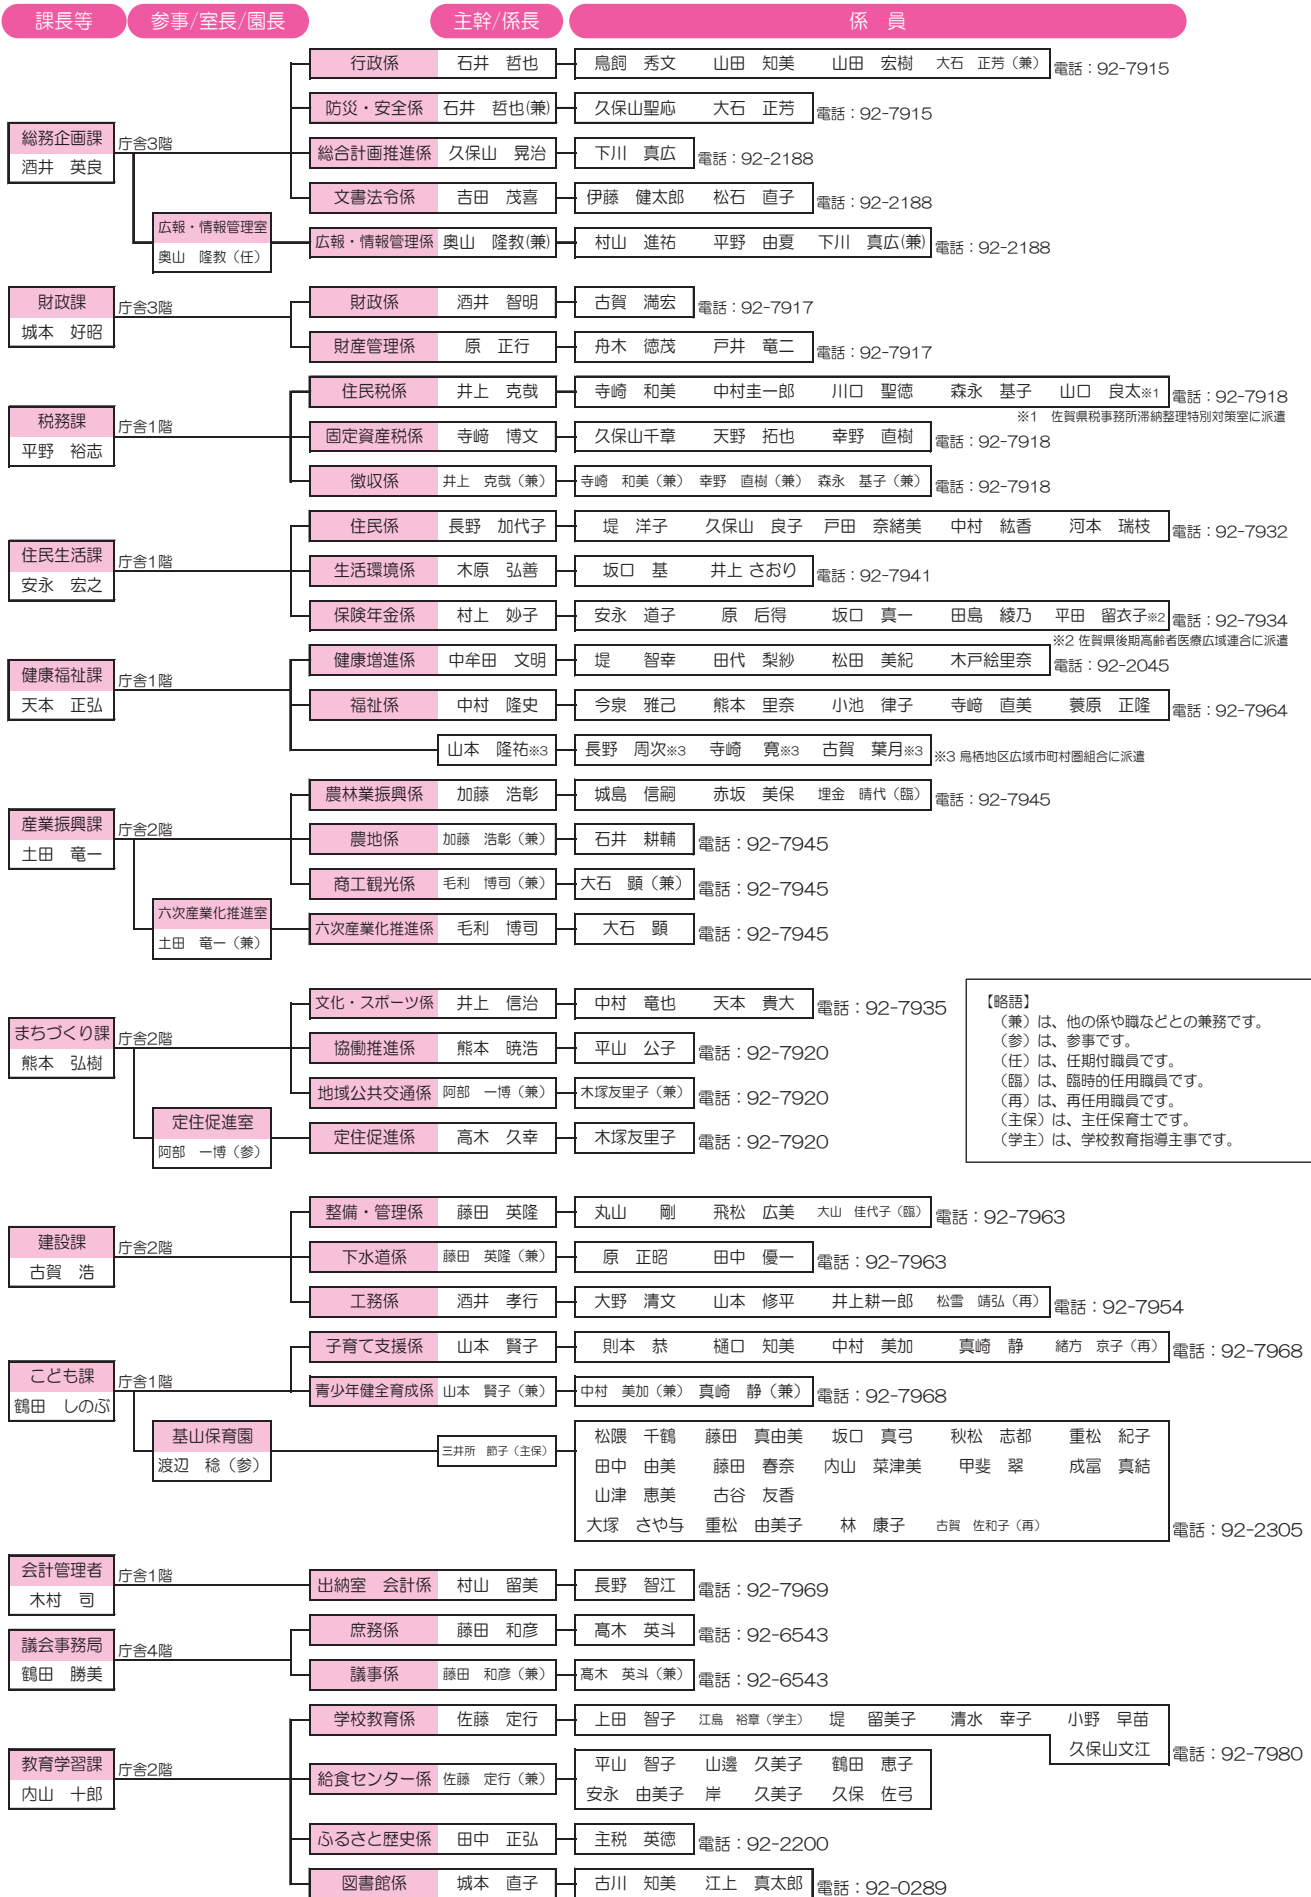 課長等　参事/室長/園長　主幹/係長　係　員
行政係　石井　哲也　鳥飼　秀文　山田　知美　山田　宏樹　大石　正芳（兼）　電話：92-7915
防災・安全係　石井　哲也(兼)　久保山聖応　大石　正芳　電話：92-7915
総務企画課　庁舎3階
酒井　英良
総合計画推進係　久保山　晃治　下川　真広　電話：92-2188
文書法令係　吉田　茂喜　伊藤　健太郎　松石　直子　電話：92-2188
広報・情報管理室
奥山　隆教（任）
広報・情報管理係　奥山　隆教(兼)　村山　進祐　平野　由夏　下川　真広(兼)　電話：92-2188
財政課　庁舎3階
城本　好昭
財政係　酒井　智明　古賀　満宏　電話：92-7917
財産管理係　原　正行　舟木　徳茂　戸井　竜二　電話：92-7917
住民税係　井上　克哉　寺崎　和美　中村圭一郎　川口　聖徳　森永　基子　山口　良太※1　電話：92-7918
※1　佐賀県税事務所滞納整理特別対策室に派遣
税務課　庁舎1階
平野　裕志
固定資産税係　寺﨑　博文　久保山千章　天野　拓也　幸野　直樹　電話：92-7918
徴収係　井上　克哉（兼）　寺崎　和美（兼）　幸野　直樹（兼）　森永　基子（兼）　電話：92-7918
住民係　長野　加代子　堤　洋子　久保山　良子　戸田　奈緒美　中村　紘香　河本　瑞枝　電話：92-7932
住民生活課　庁舎1階
安永　宏之
生活環境係　木原　弘善　坂口　基　井上 さおり　電話：92-7941
保険年金係　村上　妙子　安永　道子　原　后得　坂口　真一　田島　綾乃　平田　留衣子※2　電話：92-7934
※2 佐賀県後期高齢者医療広域連合に派遣
健康福祉課　庁舎1階
天本　正弘
健康増進係　中牟田　文明　堤　智幸　田代　梨紗　松田　美紀　木戸絵里奈　電話：92-2045
福祉係　中村　隆史　今泉　雅己　熊本　里奈　小池　律子　寺﨑　直美　蓑原　正隆　電話：92-7964
山本　隆祐※3　長野　周次※3　寺崎　寛※3　古賀　葉月※3　※3 鳥栖地区広域市町村圏組合に派遣
農林業振興係　加藤　浩彰　城島　信嗣　赤坂　美保　埋金　晴代（臨）　電話：92-7945
産業振興課　庁舎2階
土田　竜一
農地係　加藤　浩彰（兼）　石井　耕輔　電話：92-7945
商工観光係　毛利　博司（兼）　大石　顕（兼）　電話：92-7945
六次産業化推進室
土田　竜一（兼）
六次産業化推進係　毛利　博司　大石　顕　電話：92-7945
文化・スポーツ係　井上　信治　中村　竜也　天本　貴大　電話：92-7935
まちづくり課　庁舎2階
熊本　弘樹
協働推進係　熊本　暁浩　平山　公子　電話：92-7920
地域公共交通係　阿部　一博（兼）　木塚友里子（兼）　電話：92-7920
定住促進室
阿部　一博（参）
定住促進係　高木　久幸　木塚友里子　電話：92-7920
【略語】
（兼）は、他の係や職などとの兼務です。
（参）は、参事です。
（任）は、任期付職員です。
（臨）は、臨時的任用職員です。
（再）は、再任用職員です。
（主保）は、主任保育士です。
（学主）は、学校教育指導主事です。
整備・管理係　藤田　英隆　丸山　剛　飛松　広美　大山　佳代子（臨）　電話：92-7963
建設課　庁舎2階
古賀　浩
下水道係　藤田　英隆（兼）　原　正昭　田中　優一　電話：92-7963
工務係　酒井　孝行　大野　清文　山本　修平　井上耕一郎　松雪　靖弘（再）　電話：92-7954
子育て支援係　山本　賢子　則本　恭　樋口　知美　中村　美加　真崎　静　緒方　京子（再）　電話：92-7968
こども課　庁舎1階
鶴田　しのぶ
青少年健全育成係　山本　賢子（兼）　中村　美加（兼）　真崎　静（兼）　電話：92-7968
基山保育園
渡辺　稔（参）
三井所　節子（主保）
松隈　千鶴　藤田　真由美　坂口　真弓　秋松　志都　重松　紀子
田中　由美　藤田　春奈　内山　菜津美　甲斐　翠　成冨　真結
山津　恵美　古谷　友香
大塚　さや与　重松　由美子　林　康子　古賀　佐和子（再）　電話：92-2305
会計管理者　庁舎1階
木村　司
出納室　会計係　村山　留美　長野　智江　電話：92-7969
議会事務局　庁舎4階
鶴田　勝美
庶務係　藤田　和彦　髙木　英斗　電話：92-6543
議事係　藤田　和彦（兼）　髙木　英斗（兼）　電話：92-6543
学校教育係　佐藤　定行　上田　智子　江島　裕章（学主）　堤　留美子　清水　幸子　小野　早苗
久保山文江　電話：92-7980
教育学習課　庁舎2階
内山　十郎
給食センター係　佐藤　定行（兼）
平山　智子　山邊　久美子　鶴田　恵子
安永　由美子　岸　久美子　久保　佐弓
ふるさと歴史係　田中　正弘　主税　英徳　電話：92-2200
図書館係　城本　直子　古川　知美　江上　真太郎　電話：92-0289